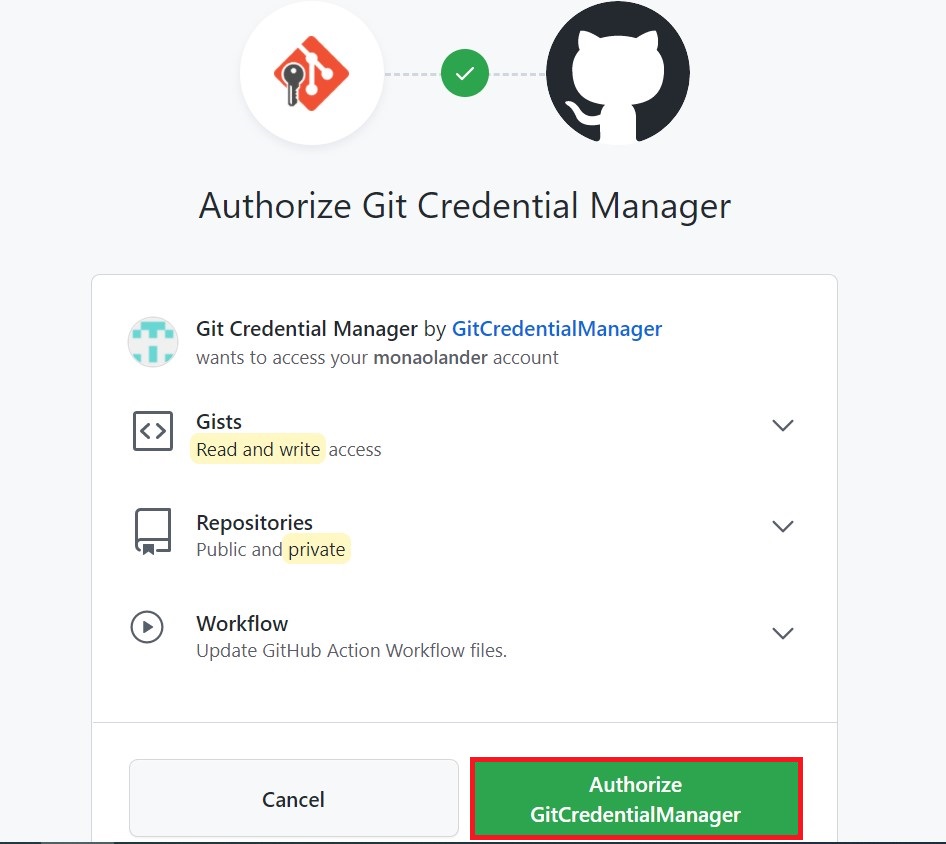 Authorize Git Credential Manager
Git Credential Manager by GitCredentialManager
wants to access your monaolander account
Gists
Read and write access
Repositories
Public and private
Workflow
Update GitHub Action Workflow files.
Cancel
Authorize
GitCredentialManager